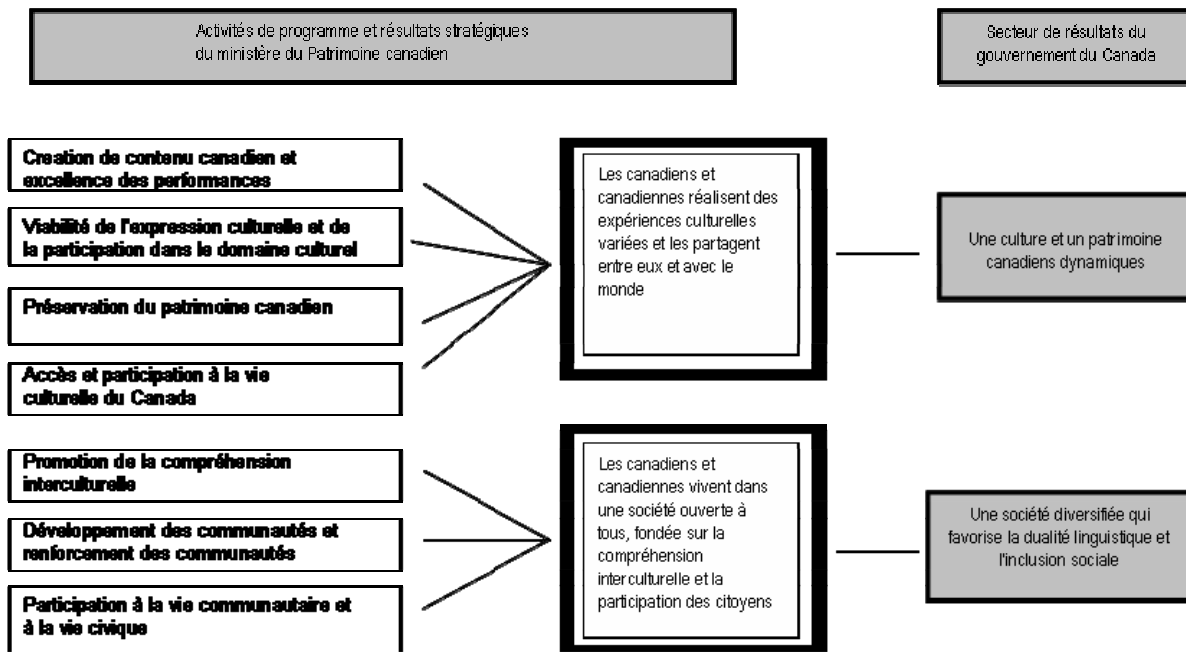 Activités de programme et résultats stratégiques
du ministère du Patrimoine canadien
Secteur de résultats du
gouvernement du Canada
Creation de contenu canadien et
excellence des performances
Viabilité de l'expression culturelle et de
la participation dans le domaine culturel
Préservation du patrimoine canadien
Accès et participation à la vie
culturelle du Canada
Les canadiens et
canadiennes réalisent des
expériences culturelles
variées et les partagent
entre eux et avec le
monde
Une culture et un patrimoine
canadiens dynamiques
Promotion de la compréhension
interculturelle
Développement des communautés et
renforcement des communautés
Participation à la vie communautaire et
à la vie civique
Les canadiens et
canadiennes vivent dans
une société ouverte à
tous, fondée sur la
compréhension
interculturelle et la
participation des citoyens
Une société diversifiée qui
favorise la dualité linguistique et
l'inclusion sociale